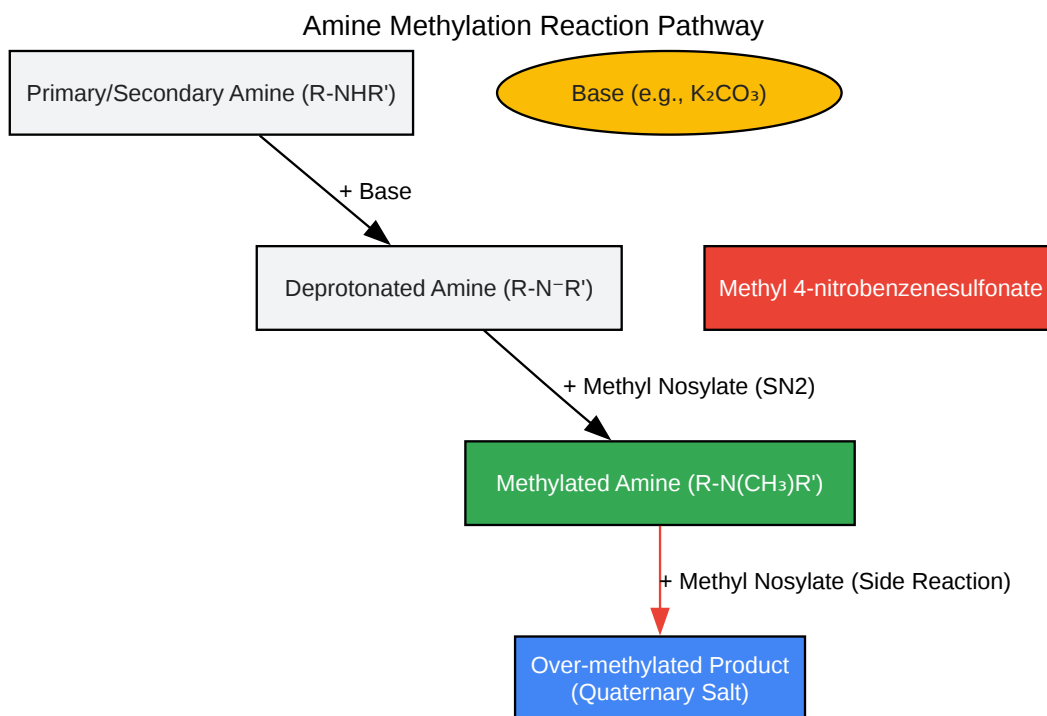 Amine Methylation Reaction Pathway
Primary/Secondary Amine (R-NHR')
Base (e.g., K₂CO₃)
+ Base
Deprotonated Amine (R-N⁻R')
Methyl 4-nitrobenzenesulfonate
+ Methyl Nosylate (SN2)
Methylated Amine (R-N(CH₃)R')
+ Methyl Nosylate (Side Reaction)
Over-methylated Product
(Quaternary Salt)